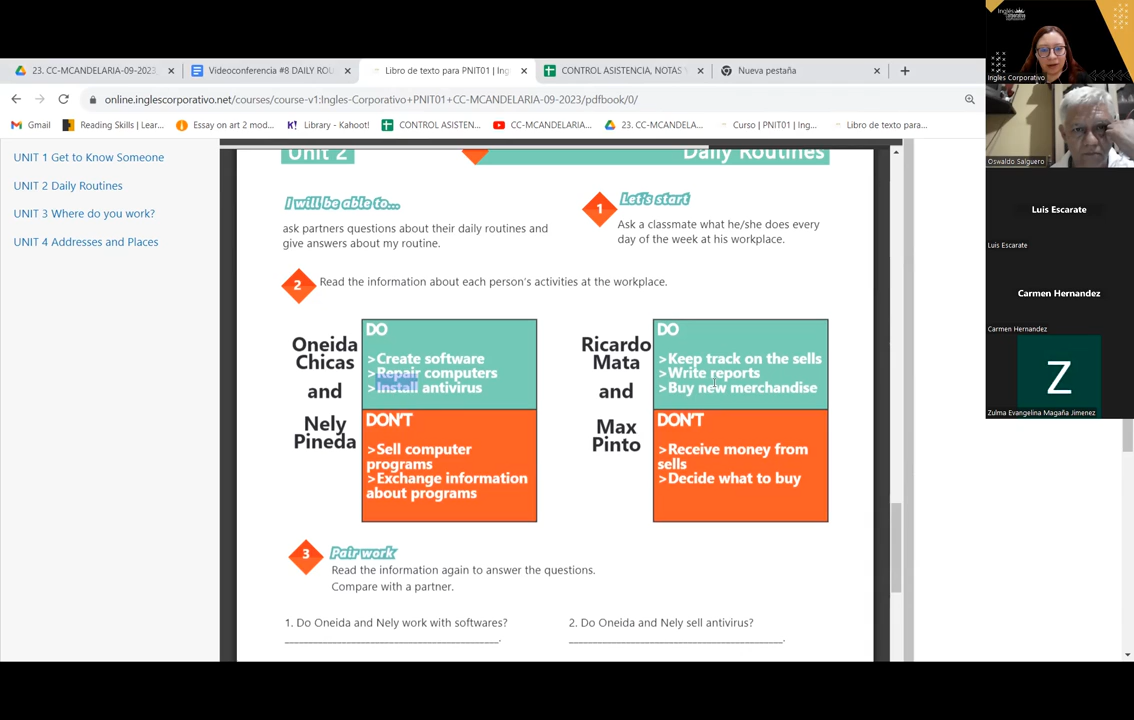 23. CC-MCANDELARIA-09-2023
Videoconferencia #8 DAILY ROU
Libro de texto para PNIT01 | Ing
CONTROL ASISTENCIA, NOTAS
Nueva pestaña
online.inglescorporativo.net/courses/course-v1:Ingles-Corporativo+PNIT01+CC-MCANDELARIA-09-2023/pdfbook/0/
Gmail
Reading Skills | Lear...
Essay on art 2 mod...
Library - Kahoot!
CONTROL ASISTEN...
CC-MCANDELARIA...
23. CC-MCANDELA...
Curso | PNIT01 | Ing...
Libro de texto para...
UNIT 1 Get to Know Someone
UNIT 2 Daily Routines
UNIT 3 Where do you work?
UNIT 4 Addresses and Places
Unit 2
Daily Routines
I will be able to...
ask partners questions about their daily routines and
give answers about my routine.
1
Let's start
Ask a classmate what he/she does every
day of the week at his workplace.
2
Read the information about each person's activities at the workplace.
Oneida
Chicas
and
Nely
Pineda
DO
>Create software
>Repair computers
>Install antivirus
DON'T
>Sell computer
programs
>Exchange information
about programs
Ricardo
Mata
and
Max
Pinto
DO
>Keep track on the sells
>Write reports
>Buy new merchandise
DON'T
>Receive money from
sells
>Decide what to buy
3
Pair work
Read the information again to answer the questions.
Compare with a partner.
1. Do Oneida and Nely work with softwares?
2. Do Oneida and Nely sell antivirus?
Inglés
Corporativo
Ingles Corporativo
Oswaldo Salguero
Luis Escarate
Luis Escarate
Carmen Hernandez
Carmen Hernandez
Z
Zulma Evangelina Magaña Jimenez